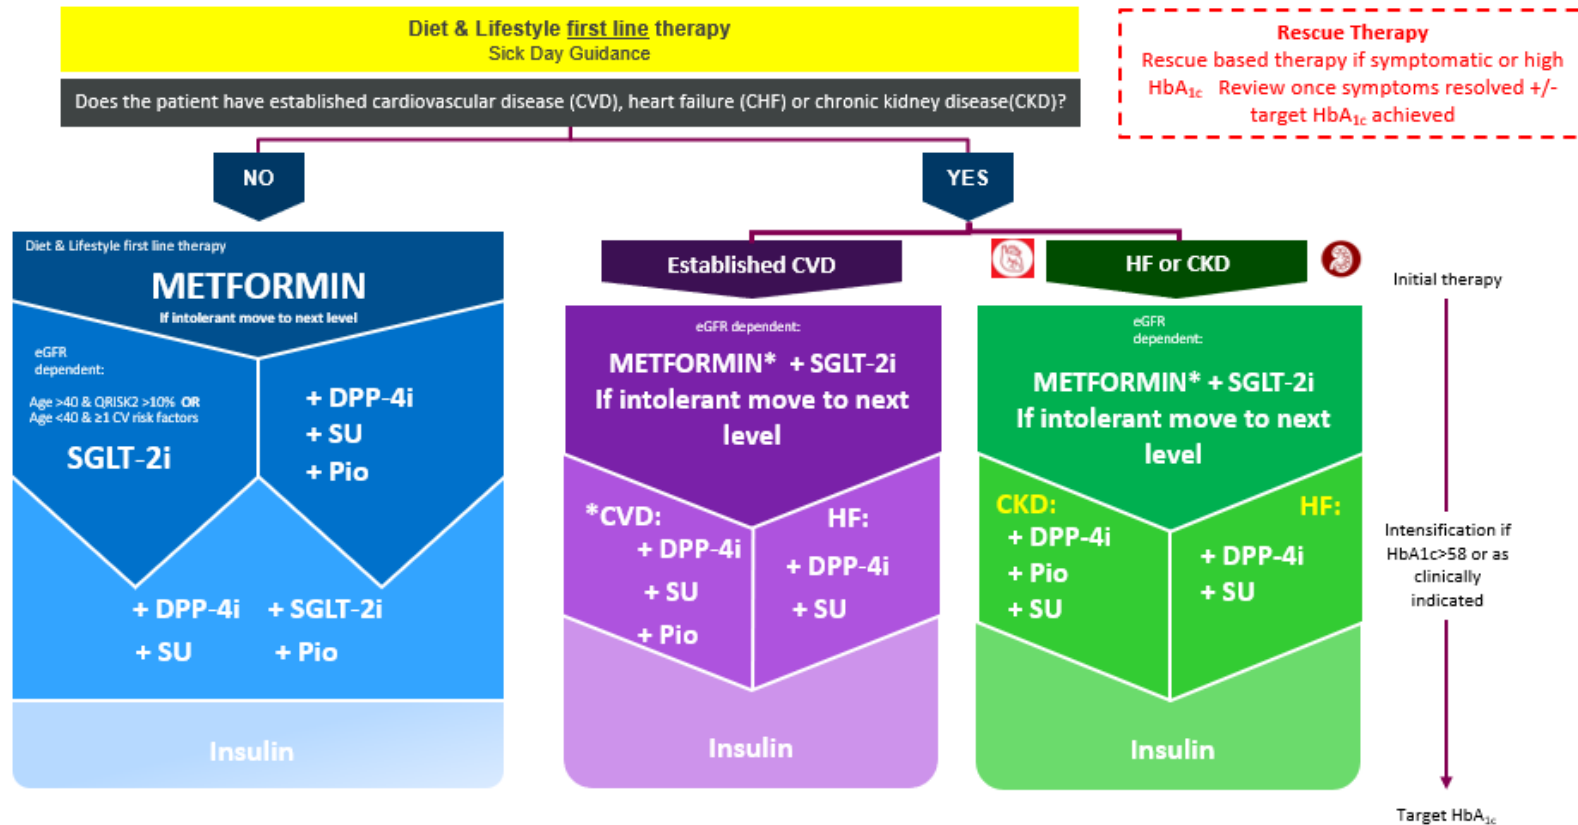 Diet & Lifestyle first line therapy
Sick Day Guidance
Rescue Therapy
Rescue based therapy if symptomatic or high
HbA1c Review once symptoms resolved +/-
target HbA1c achieved
Does the patient have established cardiovascular disease (CVD), heart failure (CHF) or chronic kidney disease(CKD)?
NO
YES
Diet & Lifestyle first line therapy
METFORMIN
If intolerant move to next level
eGFR
dependent:
Age >40 & QRISK2 >10% OR
Age <40 & ≥1 CV risk factors
SGLT-2i
+ DPP-4i
+ SU
+ Pio
+ DPP-4i + SGLT-2i
+ SU + Pio
Insulin
Established CVD
eGFR dependent:
METFORMIN* + SGLT-2i
If intolerant move to next
level
*CVD:
+ DPP-4i
+ SU
+ Pio
HF:
+ DPP-4i
+ SU
Insulin
HF or CKD
eGFR
dependent:
METFORMIN* + SGLT-2i
If intolerant move to next
level
CKD:
+ DPP-4i
+ Pio
+ SU
HF:
+ DPP-4i
+ SU
Insulin
Initial therapy
Intensification if
HbA1c>58 or as
clinically
indicated
Target HbA1c